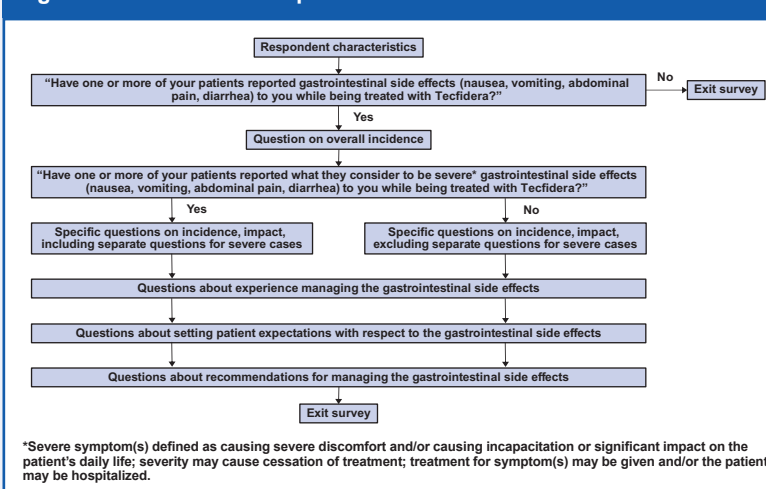 Respondent characteristics
“Have one or more of your patients reported gastrointestinal side effects (nausea, vomiting, abdominal
pain, diarrhea) to you while being treated with Tecfidera?”
No
Exit survey
Yes
Question on overall incidence
“Have one or more of your patients reported what they consider to be severe* gastrointestinal side effects
(nausea, vomiting, abdominal pain, diarrhea) to you while being treated with Tecfidera?”
Yes
No
Specific questions on incidence, impact,
including separate questions for severe cases
Specific questions on incidence, impact,
excluding separate questions for severe cases
Questions about experience managing the gastrointestinal side effects
Questions about setting patient expectations with respect to the gastrointestinal side effects
Questions about recommendations for managing the gastrointestinal side effects
Exit survey
*Severe symptom(s) defined as causing severe discomfort and/or causing incapacitation or significant impact on the
patient’s daily life; severity may cause cessation of treatment; treatment for symptom(s) may be given and/or the patient
may be hospitalized.